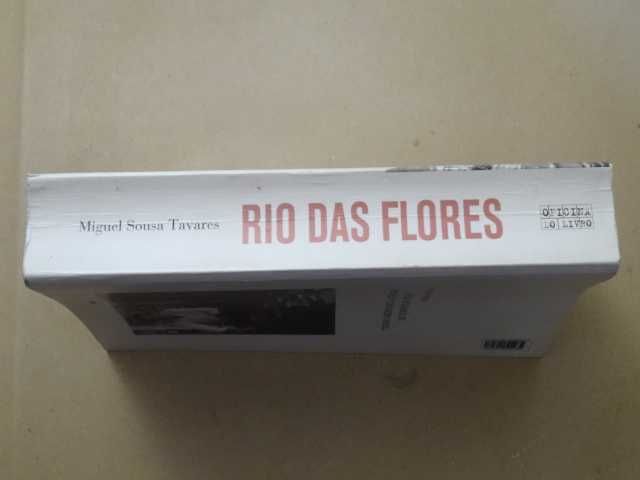 Miguel Sousa Tavares
RIO DAS FLORES
OFICINA
DO LIVRO